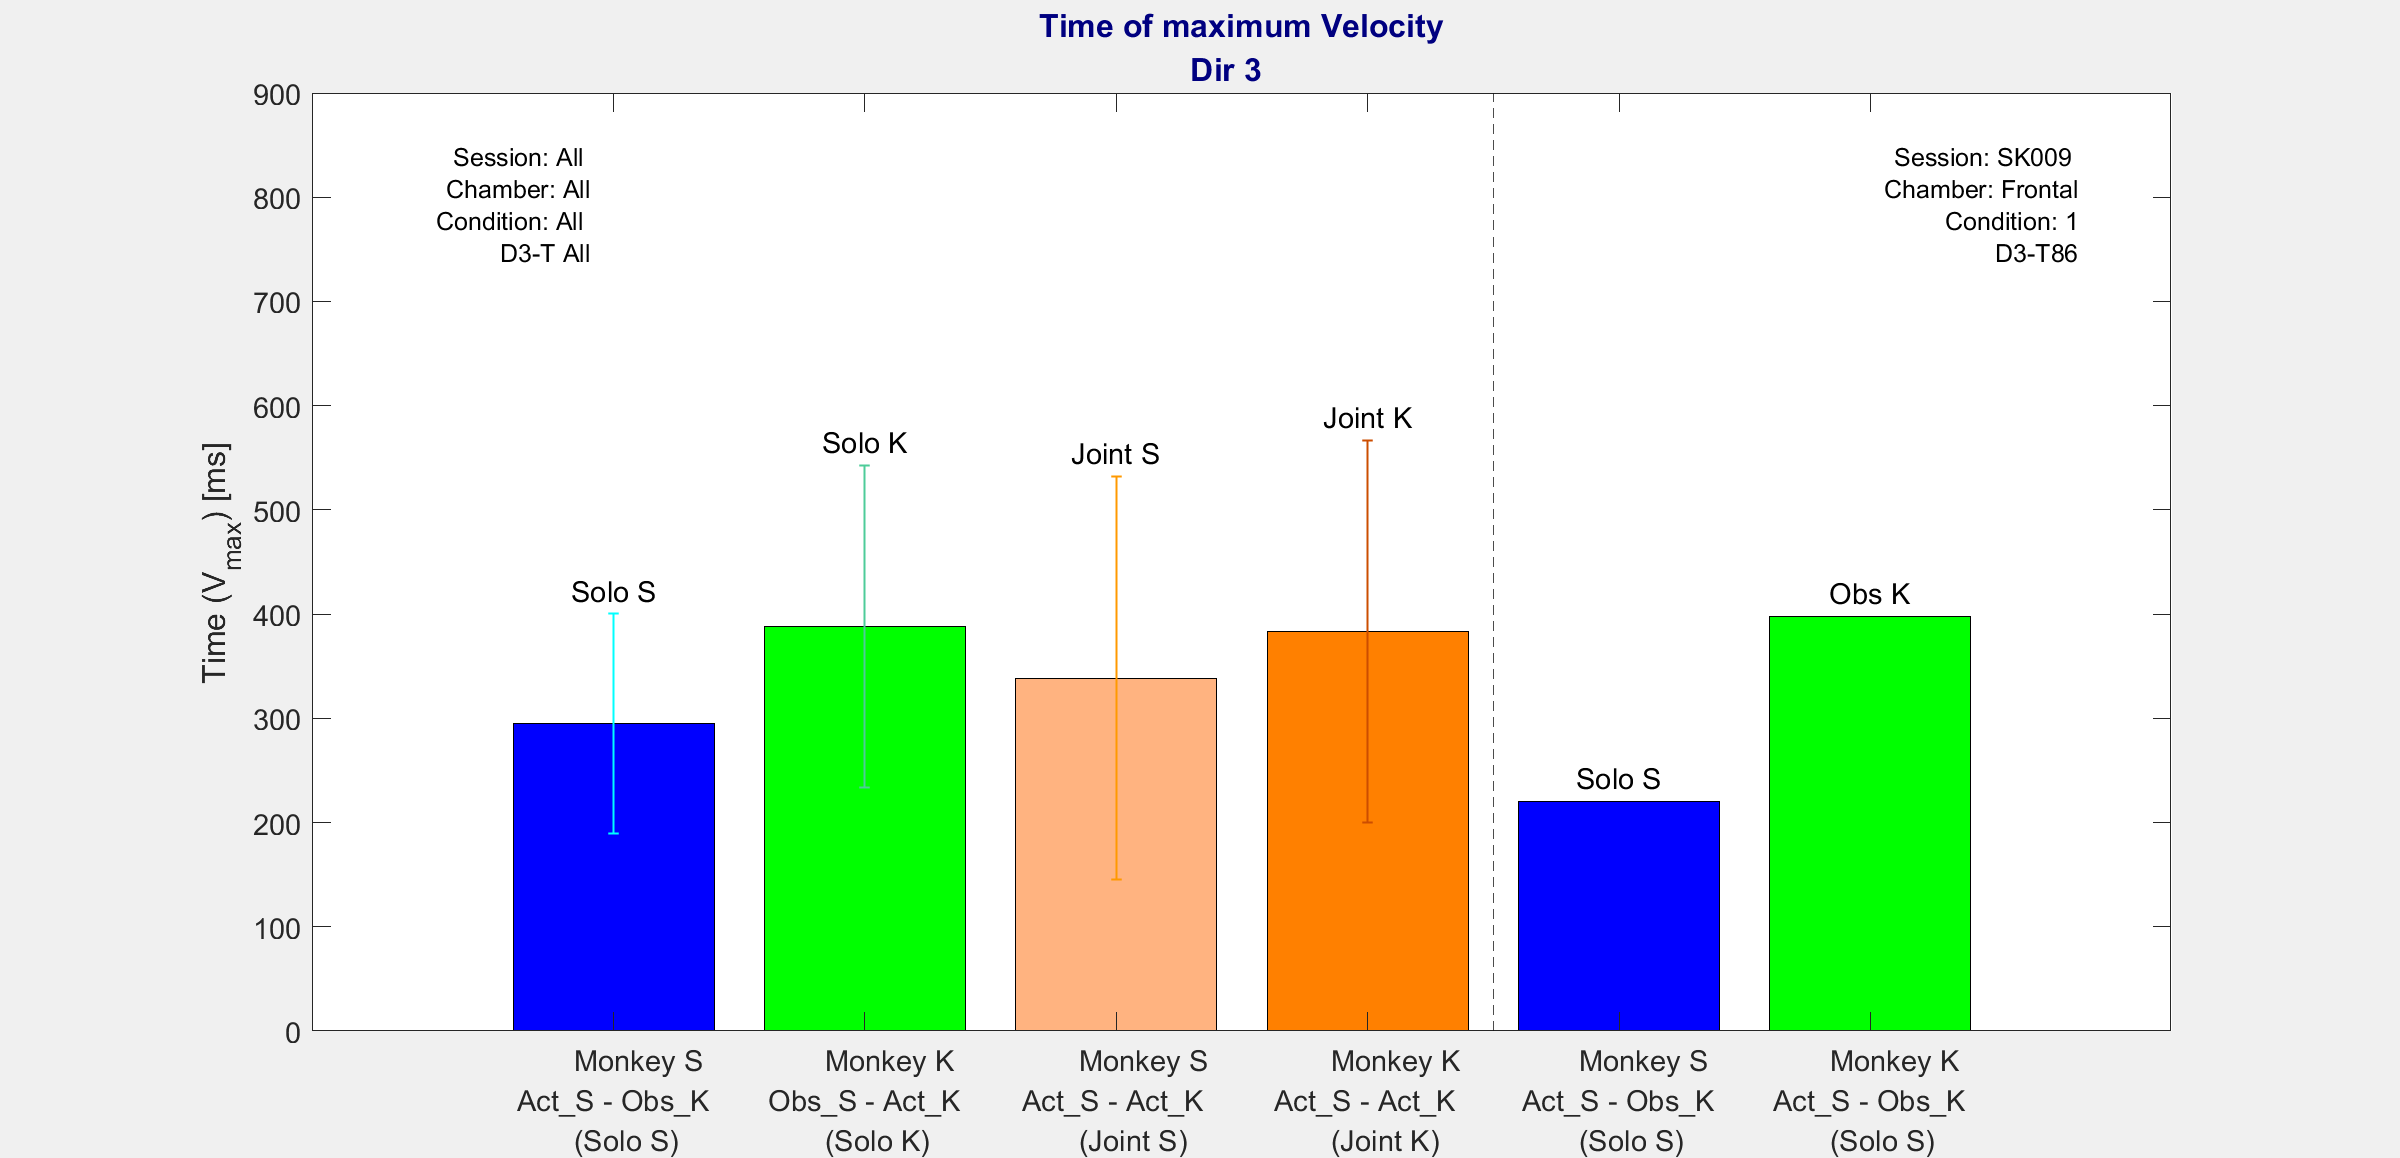 Time of maximum Velocity
Dir 3
900
800
700
600
500
400
300
200
100
0
Time (Vmax) [ms]
Session: All
Chamber: All
Condition: All
D3-T All
Session: SK009
Chamber: Frontal
Condition: 1
D3-T86
Solo S
Solo K
Joint S
Joint K
Solo S
Obs K
Monkey S
Act_S - Obs_K
(Solo S)
Monkey K
Obs_S - Act_K
(Solo K)
Monkey S
Act_S - Act_K
(Joint S)
Monkey K
Act_S - Act_K
(Joint K)
Monkey S
Act_S - Obs_K
(Solo S)
Monkey K
Act_S - Obs_K
(Solo S)